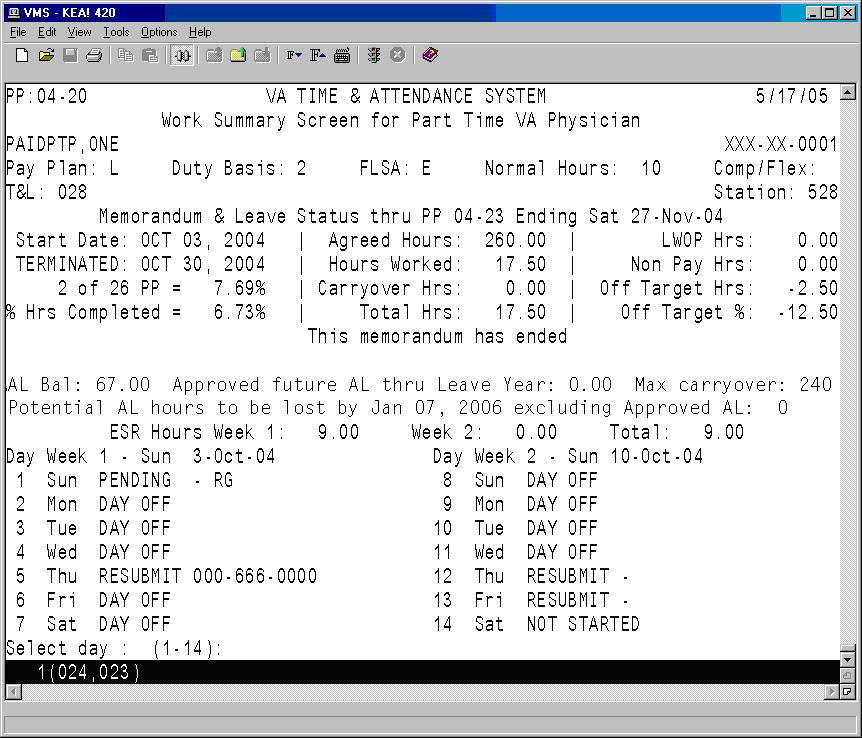 VMS - KEA! 420
File Edit View Tools Options Help
PP:04-20 VA TIME & ATTENDANCE SYSTEM 5/17/05
Work Summary Screen for Part Time VA Physician
PAIDPTP,ONE XXX-XX-0001
Pay Plan: L Duty Basis: 2 FLSA: E Normal Hours: 10 Comp/Flex:
T&L: 028 Station: 528
Memorandum & Leave Status thru PP 04-23 Ending Sat 27-Nov-04
Start Date: OCT 03, 2004 | Agreed Hours: 260.00 | LWOP Hrs: 0.00
TERMINATED: OCT 30, 2004 | Hours Worked: 17.50 | Non Pay Hrs: 0.00
2 of 26 PP = 7.69% | Carryover Hrs: 0.00 | Off Target Hrs: -2.50
% Hrs Completed = 6.73% | Total Hrs: 17.50 | Off Target %: -12.50
This memorandum has ended
AL Bal: 67.00 Approved future AL thru Leave Year: 0.00 Max carryover: 240
Potential AL hours to be lost by Jan 07, 2006 excluding Approved AL: 0
ESR Hours Week 1: 9.00 Week 2: 0.00 Total: 9.00
Day Week 1 - Sun 3-Oct-04 Day Week 2 - Sun 10-Oct-04
1 Sun PENDING - RG 8 Sun DAY OFF
2 Mon DAY OFF 9 Mon DAY OFF
3 Tue DAY OFF 10 Tue DAY OFF
4 Wed DAY OFF 11 Wed DAY OFF
5 Thu RESUBMIT 000-666-0000 12 Thu RESUBMIT -
6 Fri DAY OFF 13 Fri RESUBMIT -
7 Sat DAY OFF 14 Sat NOT STARTED
Select day : (1-14):
1(024,023)